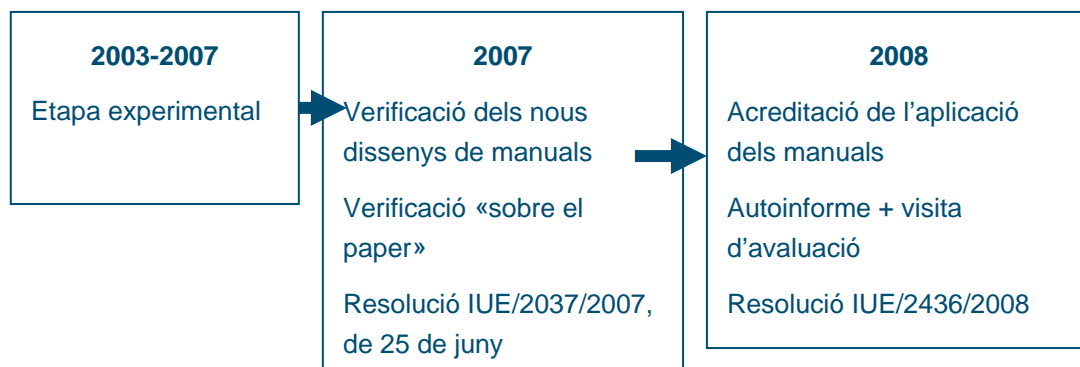 2003-2007
Etapa experimental
2007
Verificació dels nous
dissenys de manuals
Verificació «sobre el
paper»
Resolució IUE/2037/2007,
de 25 de juny
2008
Acreditació de l’aplicació
dels manuals
Autoinforme + visita
d’avaluació
Resolució IUE/2436/2008